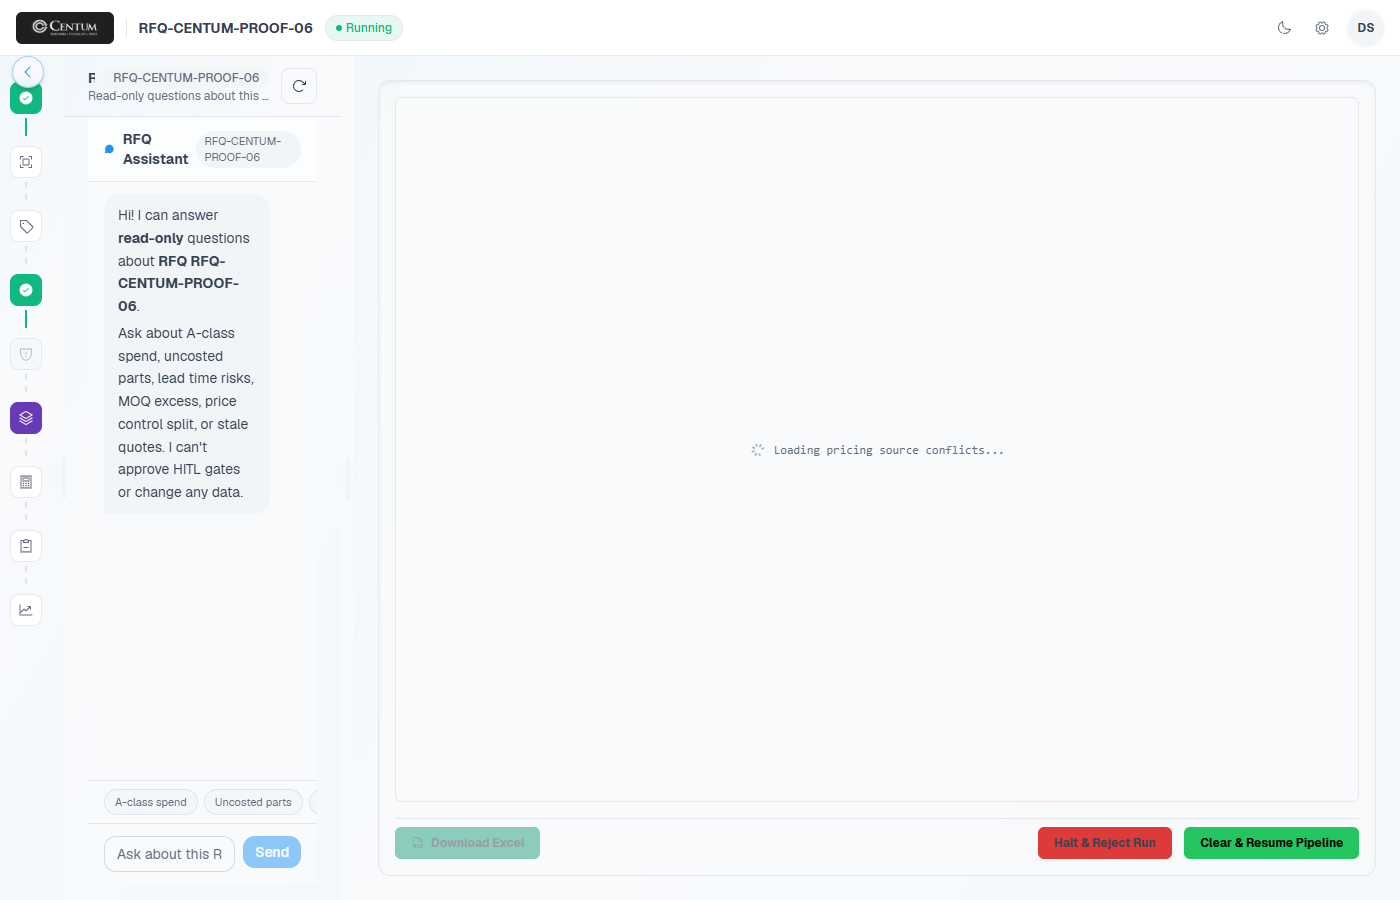 CENTUM
RFQ-CENTUM-PROOF-06
Running
DS
RFQ-CENTUM-PROOF-06
Read-only questions about this ...
RFQ
Assistant
RFQ-CENTUM-
PROOF-06
Hi! I can answer
read-only questions
about RFQ RFQ-
CENTUM-PROOF-
06.
Ask about A-class
spend, uncosted
parts, lead time risks,
MOQ excess, price
control split, or stale
quotes. I can't
approve HITL gates
or change any data.
A-class spend
Uncosted parts
Ask about this R
Send
Loading pricing source conflicts...
Download Excel
Halt & Reject Run
Clear & Resume Pipeline